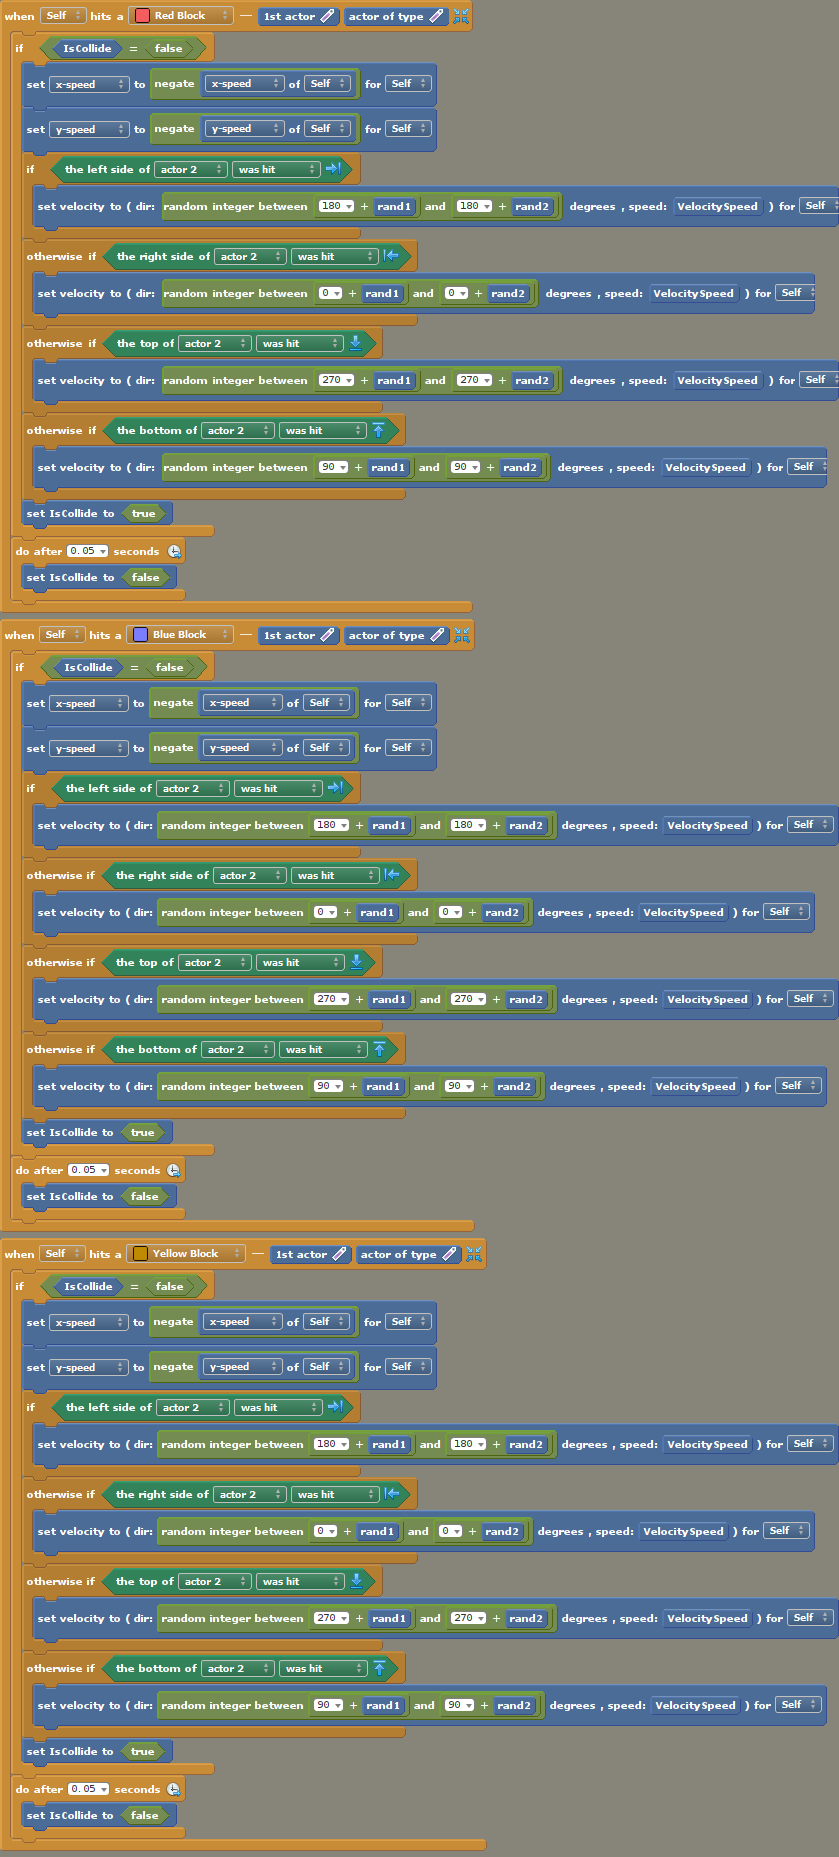 when Self hits a Red Block — 1st actor actor of type
if IsCollide = false
set x-speed to negate x-speed of Self for Self
set y-speed to negate y-speed of Self for Self
if the left side of actor 2 was hit
set velocity to ( dir: random integer between 180 + rand1 and 180 + rand2 degrees , speed: VelocitySpeed ) for Self
otherwise if the right side of actor 2 was hit
set velocity to ( dir: random integer between 0 + rand1 and 0 + rand2 degrees , speed: VelocitySpeed ) for Self
otherwise if the top of actor 2 was hit
set velocity to ( dir: random integer between 270 + rand1 and 270 + rand2 degrees , speed: VelocitySpeed ) for Self
otherwise if the bottom of actor 2 was hit
set velocity to ( dir: random integer between 90 + rand1 and 90 + rand2 degrees , speed: VelocitySpeed ) for Self
set IsCollide to true
do after 0.05 seconds
set IsCollide to false
when Self hits a Blue Block — 1st actor actor of type
if IsCollide = false
set x-speed to negate x-speed of Self for Self
set y-speed to negate y-speed of Self for Self
if the left side of actor 2 was hit
set velocity to ( dir: random integer between 180 + rand1 and 180 + rand2 degrees , speed: VelocitySpeed ) for Self
otherwise if the right side of actor 2 was hit
set velocity to ( dir: random integer between 0 + rand1 and 0 + rand2 degrees , speed: VelocitySpeed ) for Self
otherwise if the top of actor 2 was hit
set velocity to ( dir: random integer between 270 + rand1 and 270 + rand2 degrees , speed: VelocitySpeed ) for Self
otherwise if the bottom of actor 2 was hit
set velocity to ( dir: random integer between 90 + rand1 and 90 + rand2 degrees , speed: VelocitySpeed ) for Self
set IsCollide to true
do after 0.05 seconds
set IsCollide to false
when Self hits a Yellow Block — 1st actor actor of type
if IsCollide = false
set x-speed to negate x-speed of Self for Self
set y-speed to negate y-speed of Self for Self
if the left side of actor 2 was hit
set velocity to ( dir: random integer between 180 + rand1 and 180 + rand2 degrees , speed: VelocitySpeed ) for Self
otherwise if the right side of actor 2 was hit
set velocity to ( dir: random integer between 0 + rand1 and 0 + rand2 degrees , speed: VelocitySpeed ) for Self
otherwise if the top of actor 2 was hit
set velocity to ( dir: random integer between 270 + rand1 and 270 + rand2 degrees , speed: VelocitySpeed ) for Self
otherwise if the bottom of actor 2 was hit
set velocity to ( dir: random integer between 90 + rand1 and 90 + rand2 degrees , speed: VelocitySpeed ) for Self
set IsCollide to true
do after 0.05 seconds
set IsCollide to false